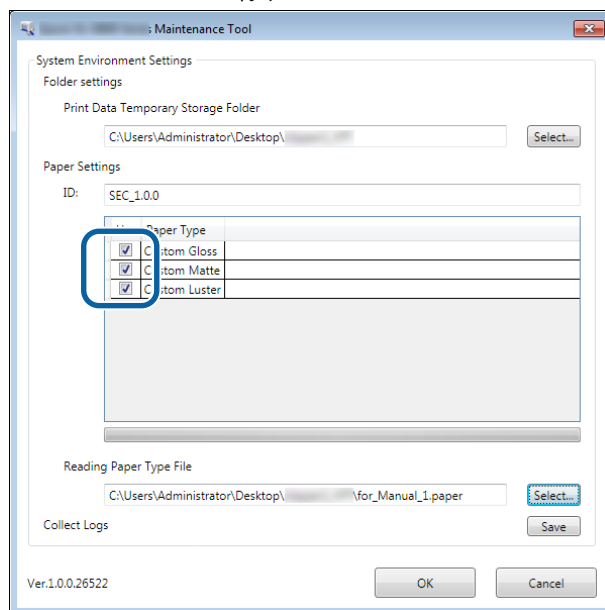 Maintenance Tool
System Environment Settings
Folder settings
Print Data Temporary Storage Folder
C:\Users\Administrator\Desktop\
Select...
Paper Settings
ID:
SEC_1.0.0
Paper Type
Custom Gloss
Custom Matte
Custom Luster
Reading Paper Type File
C:\Users\Administrator\Desktop\ \for_Manual_1.paper
Select...
Collect Logs
Save
Ver.1.0.0.26522
OK
Cancel